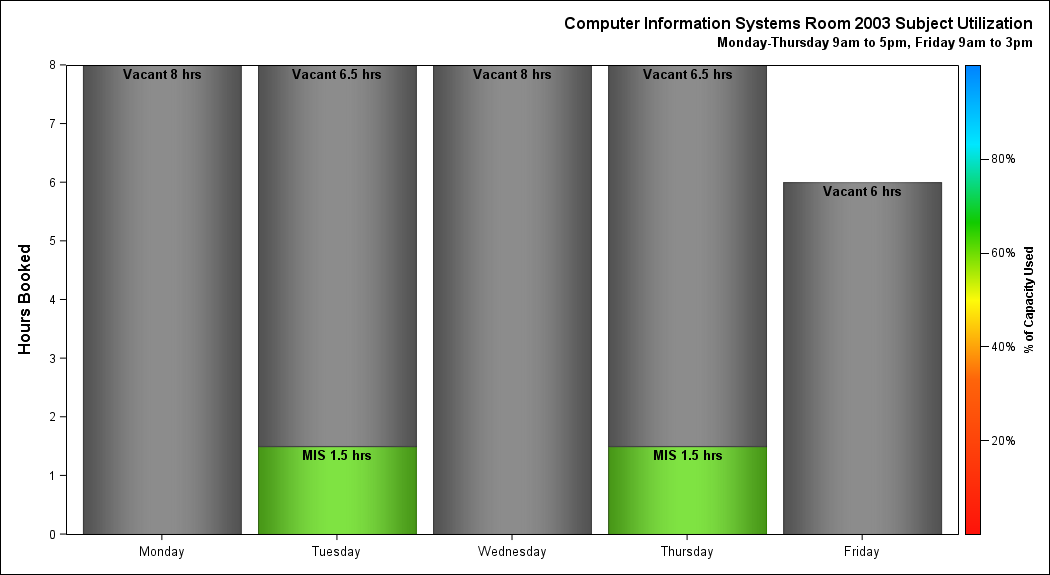 Computer Information Systems Room 2003 Subject Utilization
Monday-Thursday 9am to 5pm, Friday 9am to 3pm
Hours Booked
8
7
6
5
4
3
2
1
0
Vacant 8 hrs
Vacant 6.5 hrs
Vacant 8 hrs
Vacant 6.5 hrs
Vacant 6 hrs
MIS 1.5 hrs
MIS 1.5 hrs
Monday
Tuesday
Wednesday
Thursday
Friday
80%
60%
40%
20%
% of Capacity Used